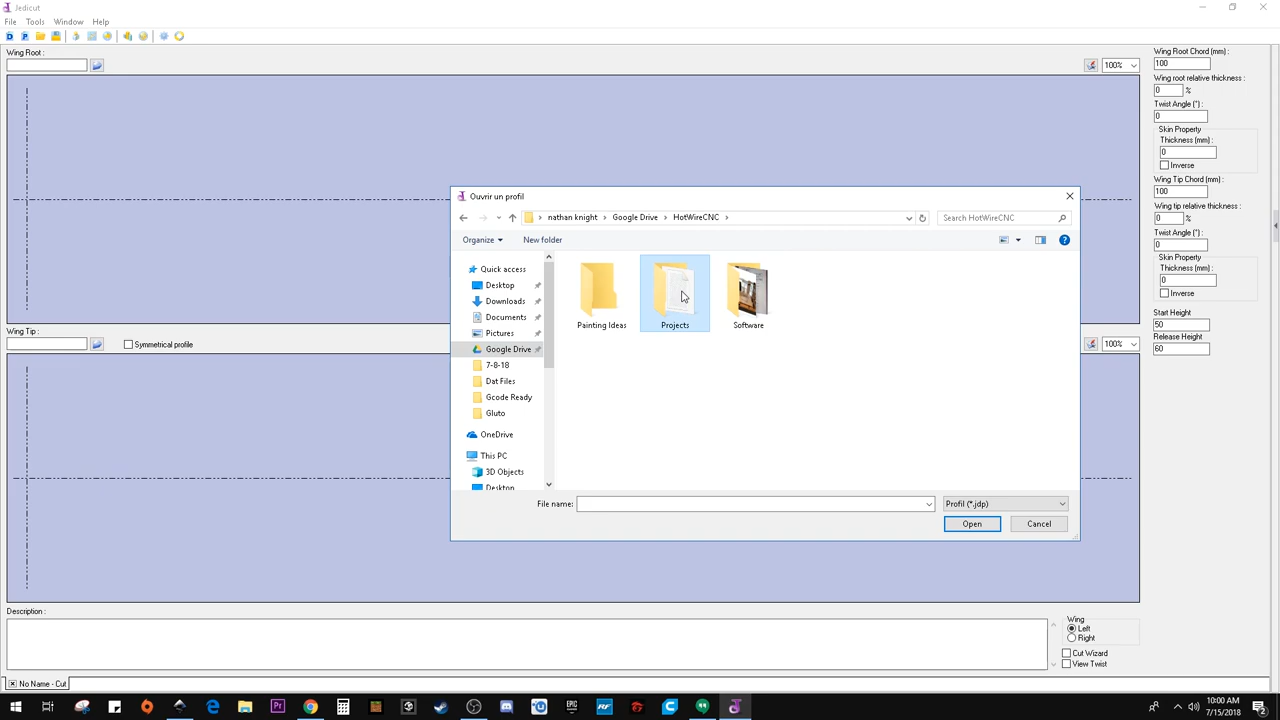 Jedicut
File Tools Window Help
Wing Root :
100%
Wing Root Chord (mm) :
100
Wing root relative thickness :
0 %
Twist Angle (°) :
0
Skin Property
Thickness (mm) :
0
Inverse
Wing Tip Chord (mm) :
100
Wing tip relative thickness :
0 %
Twist Angle (°) :
0
Skin Property
Thickness (mm) :
0
Inverse
Start Height
50
Release Height
60
Ouvrir un profil
nathan knight › Google Drive › HotWireCNC ›
Search HotWireCNC
Organize
New folder
Quick access
Desktop
Downloads
Documents
Pictures
Google Drive
7-8-18
Dat Files
Gcode Ready
Gluto
OneDrive
This PC
3D Objects
Desktop
Painting Ideas
Projects
Software
File name:
Profil (*.jdp)
Open
Cancel
Wing Tip :
Symmetrical profile
100%
Description :
Wing
Left
Right
Cut Wizard
View Twist
No Name - Cut
Pr
EPIC
GAMES
RF
10:00 AM
7/15/2018
2